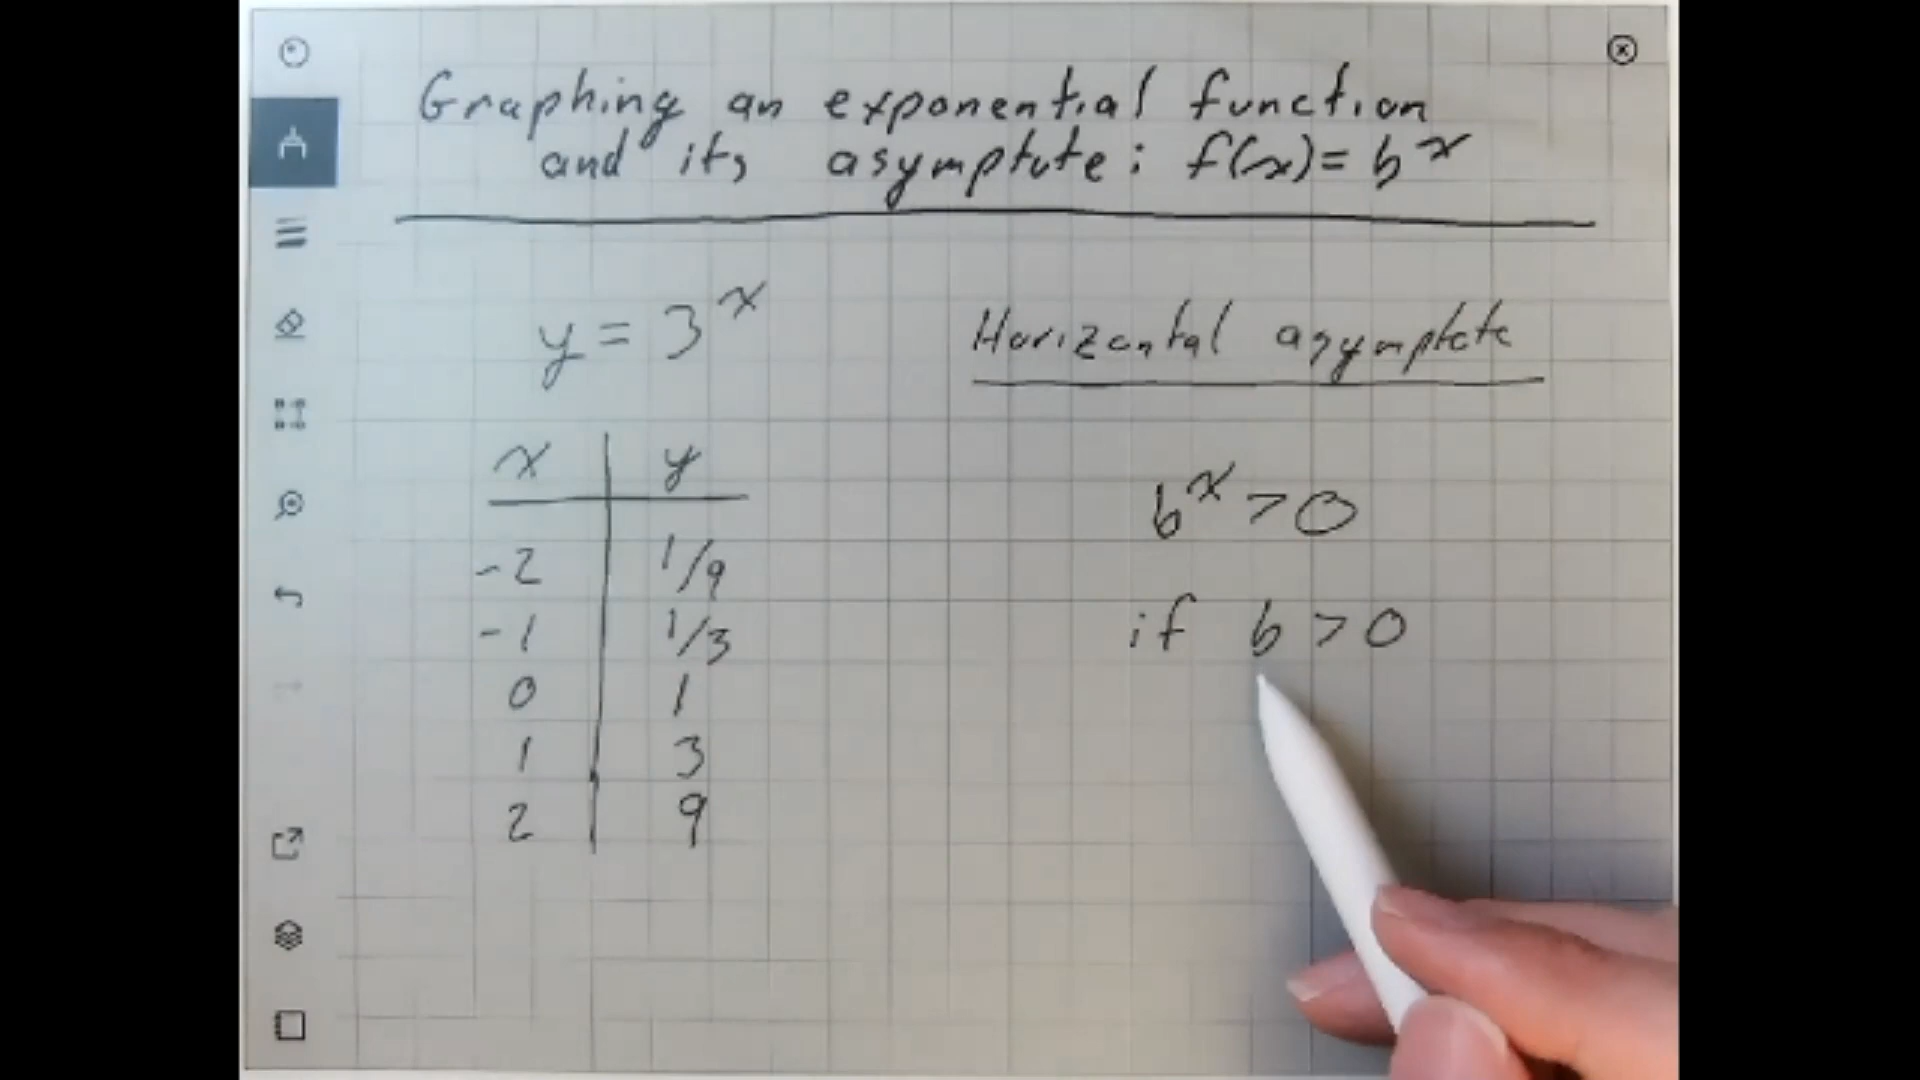 Graphing an exponential function
and its asymptote: f(x) = b^x
y = 3^x
Horizontal asymptote
x y
-2 1/9
-1 1/3
0 1
1 3
2 9
b^x > 0
if b > 0